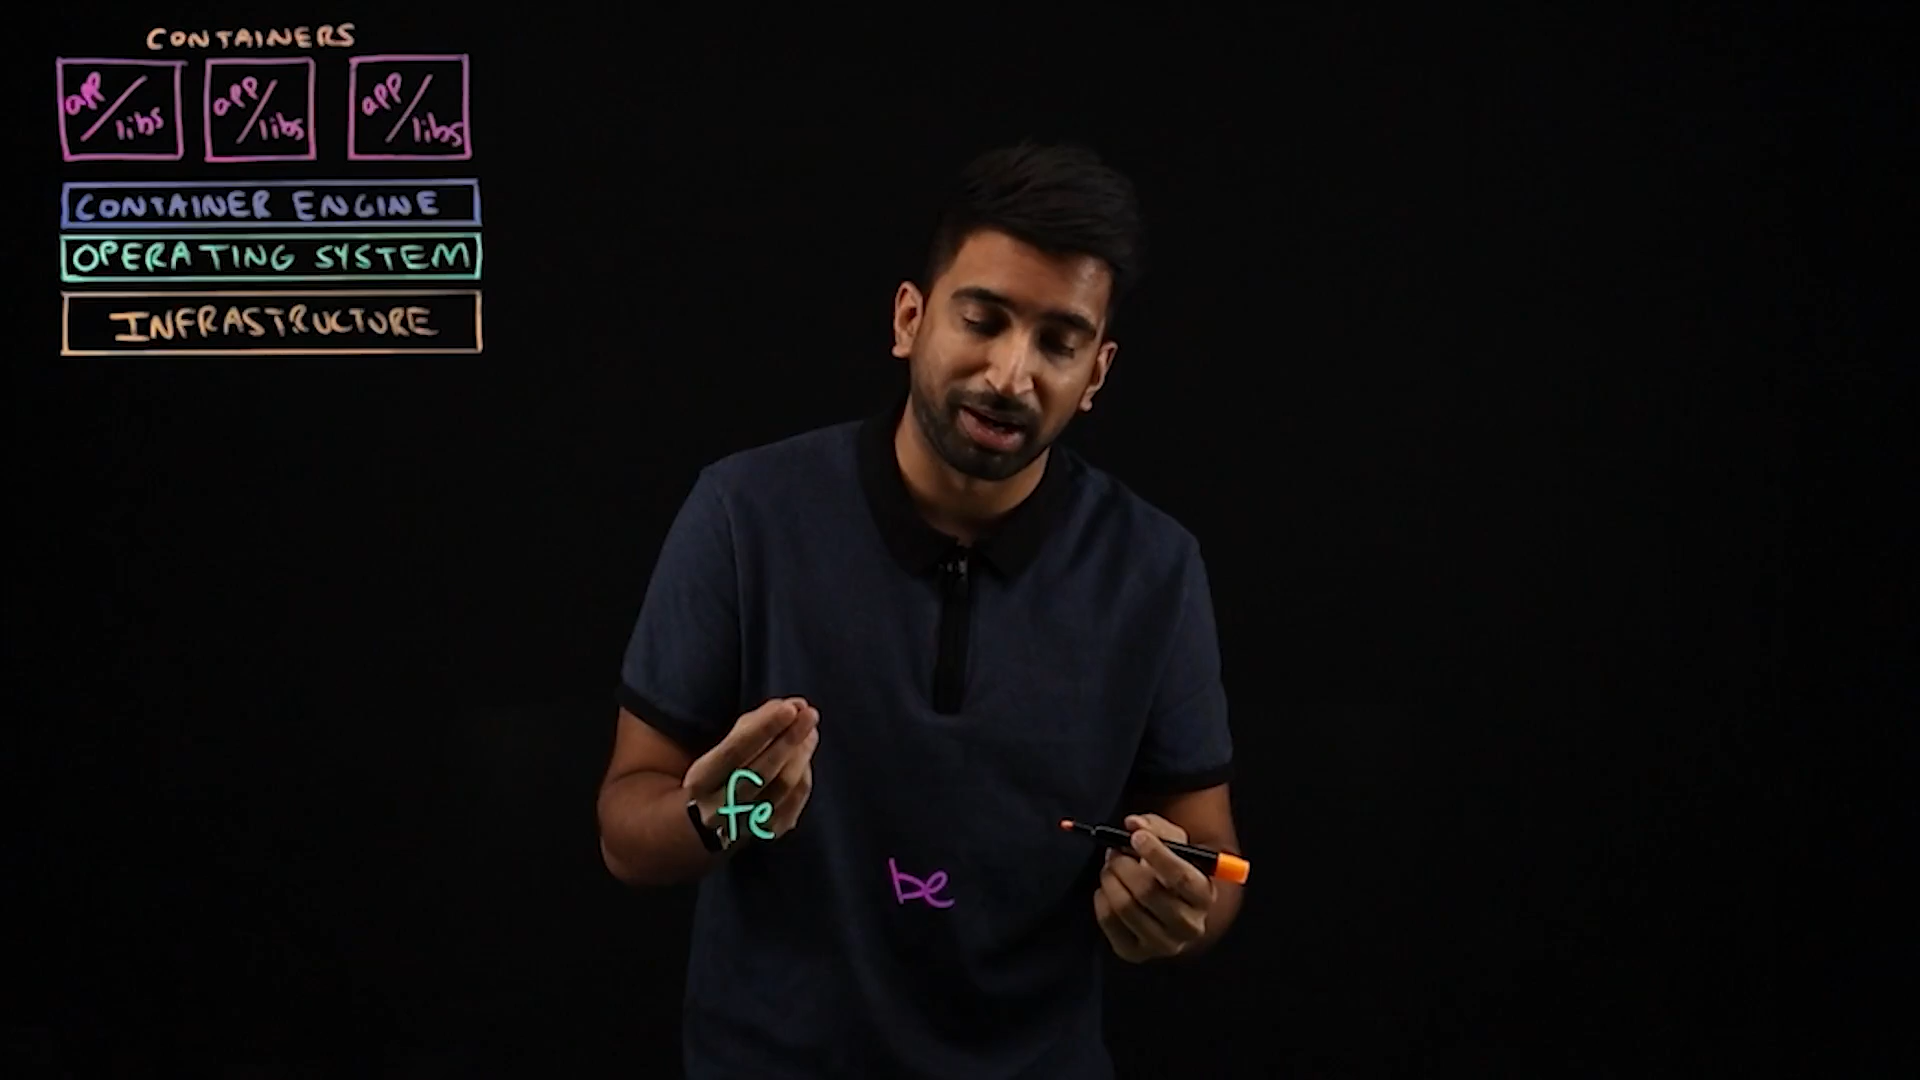 CONTAINERS
app/libs app/libs app/libs
CONTAINER ENGINE
OPERATING SYSTEM
INFRASTRUCTURE
fe
be